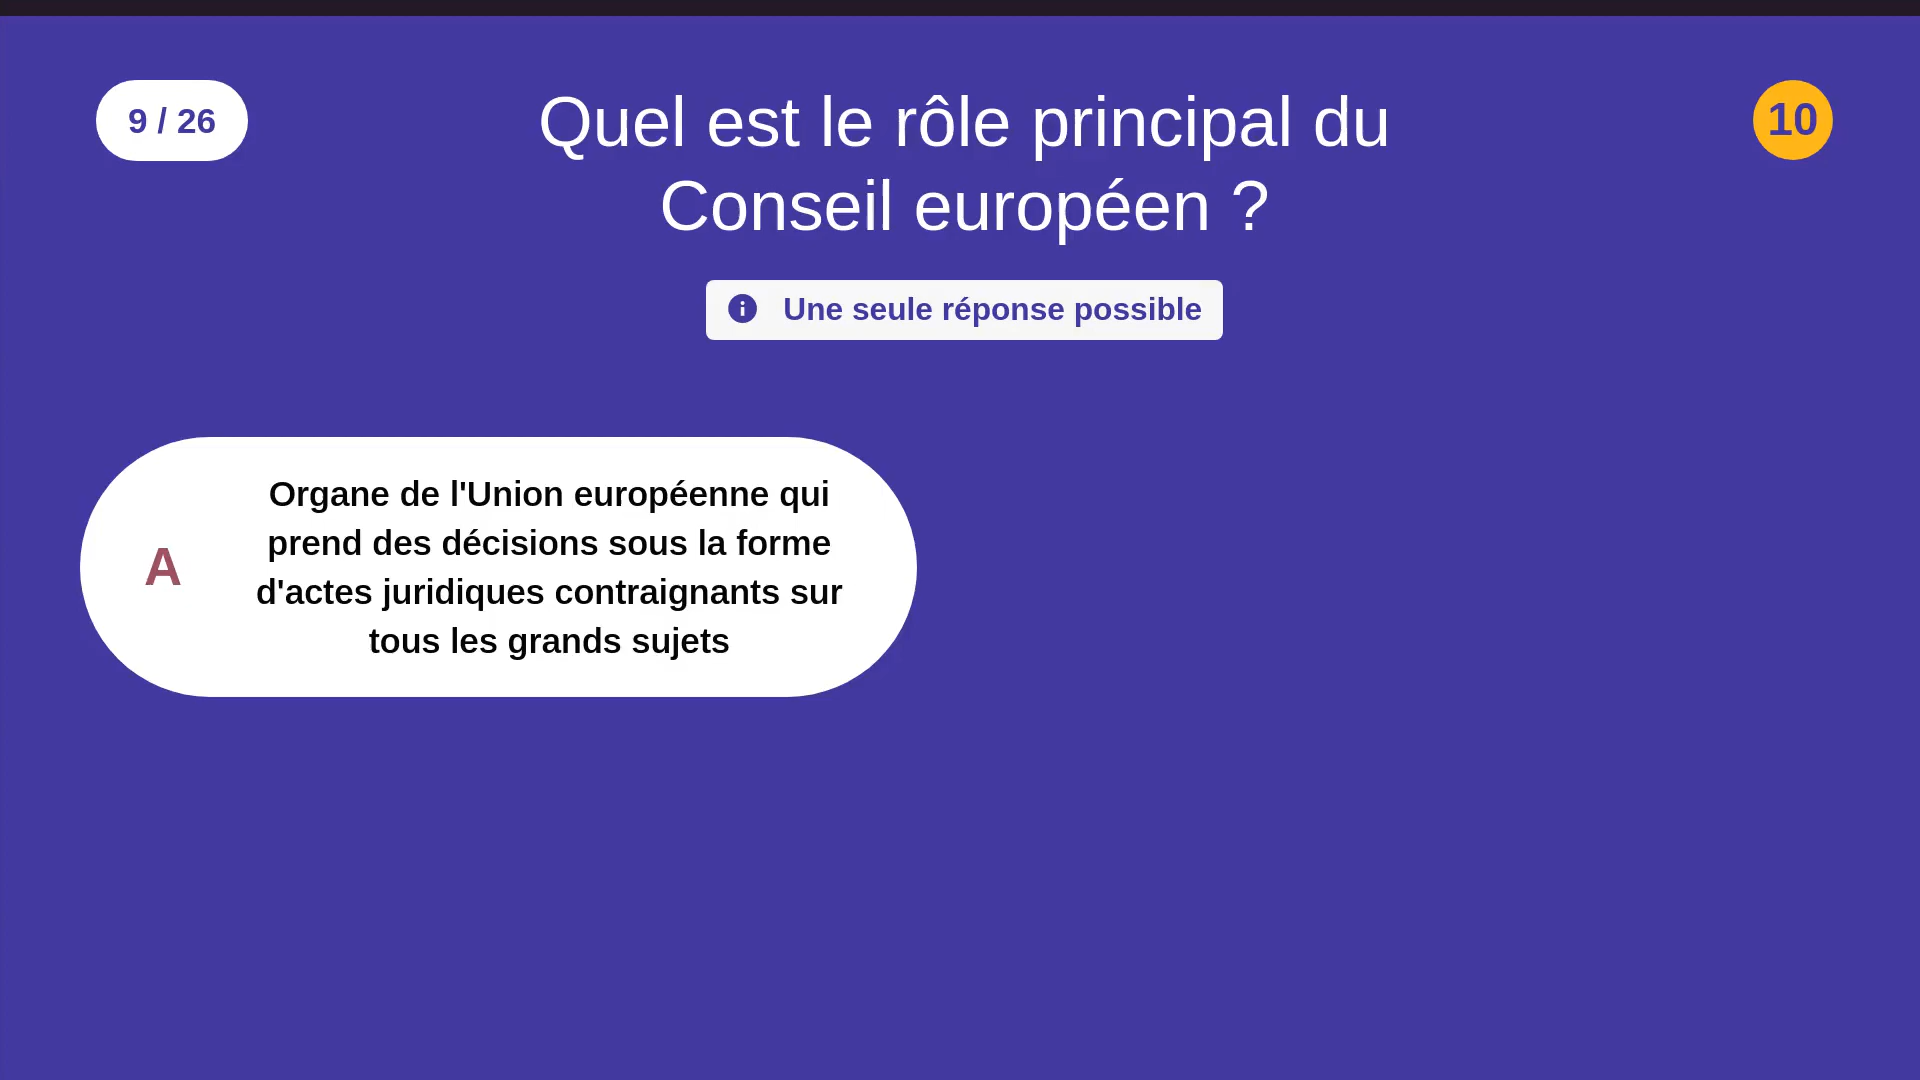 9 / 26
Quel est le rôle principal du
Conseil européen ?
10
Une seule réponse possible
A
Organe de l'Union européenne qui
prend des décisions sous la forme
d'actes juridiques contraignants sur
tous les grands sujets